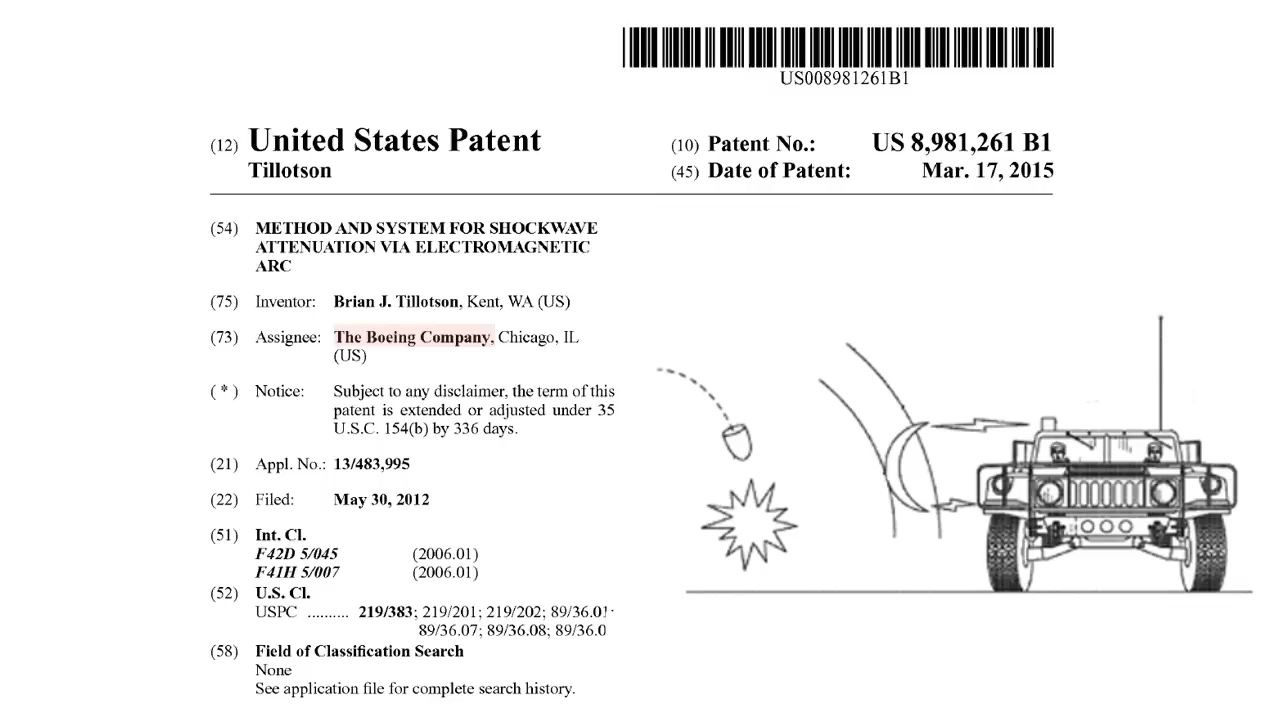 US008981261B1
(12) United States Patent
Tillotson
(10) Patent No.: US 8,981,261 B1
(45) Date of Patent: Mar. 17, 2015
(54) METHOD AND SYSTEM FOR SHOCKWAVE
ATTENUATION VIA ELECTROMAGNETIC
ARC
(75) Inventor: Brian J. Tillotson, Kent, WA (US)
(73) Assignee: The Boeing Company, Chicago, IL
(US)
( * ) Notice: Subject to any disclaimer, the term of this
patent is extended or adjusted under 35
U.S.C. 154(b) by 336 days.
(21) Appl. No.: 13/483,995
(22) Filed: May 30, 2012
(51) Int. Cl.
F42D 5/045 (2006.01)
F41H 5/007 (2006.01)
(52) U.S. Cl.
USPC .......... 219/383; 219/201; 219/202; 89/36.01;
89/36.07; 89/36.08; 89/36.0
(58) Field of Classification Search
None
See application file for complete search history.